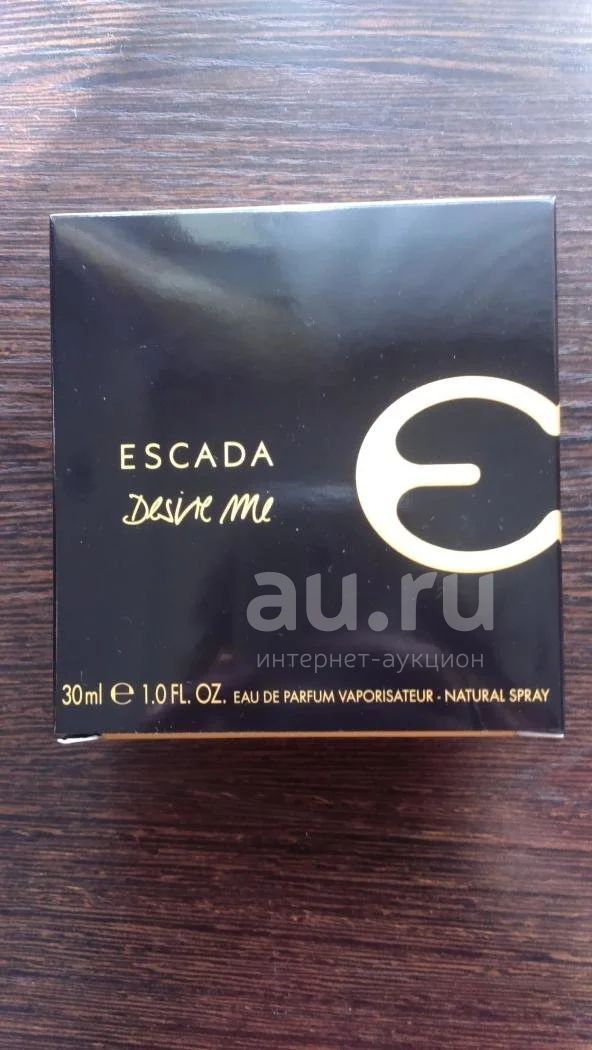 ESCADA
Desire Me
au.ru
интернет-аукцион
30ml ℮ 1.0 FL. OZ. EAU DE PARFUM VAPORISATEUR - NATURAL SPRAY